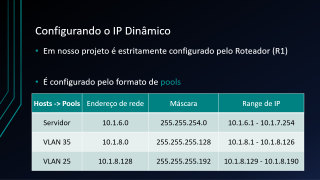 Configurando o IP Dinâmico
• Em nosso projeto é estritamente configurado pelo Roteador (R1)
• É configurado pelo formato de pools
Hosts -> Pools Endereço de rede Máscara Range de IP
Servidor 10.1.6.0 255.255.254.0 10.1.6.1 - 10.1.7.254
VLAN 35 10.1.8.0 255.255.255.128 10.1.8.1 - 10.1.8.126
VLAN 25 10.1.8.128 255.255.255.192 10.1.8.129 - 10.1.8.190